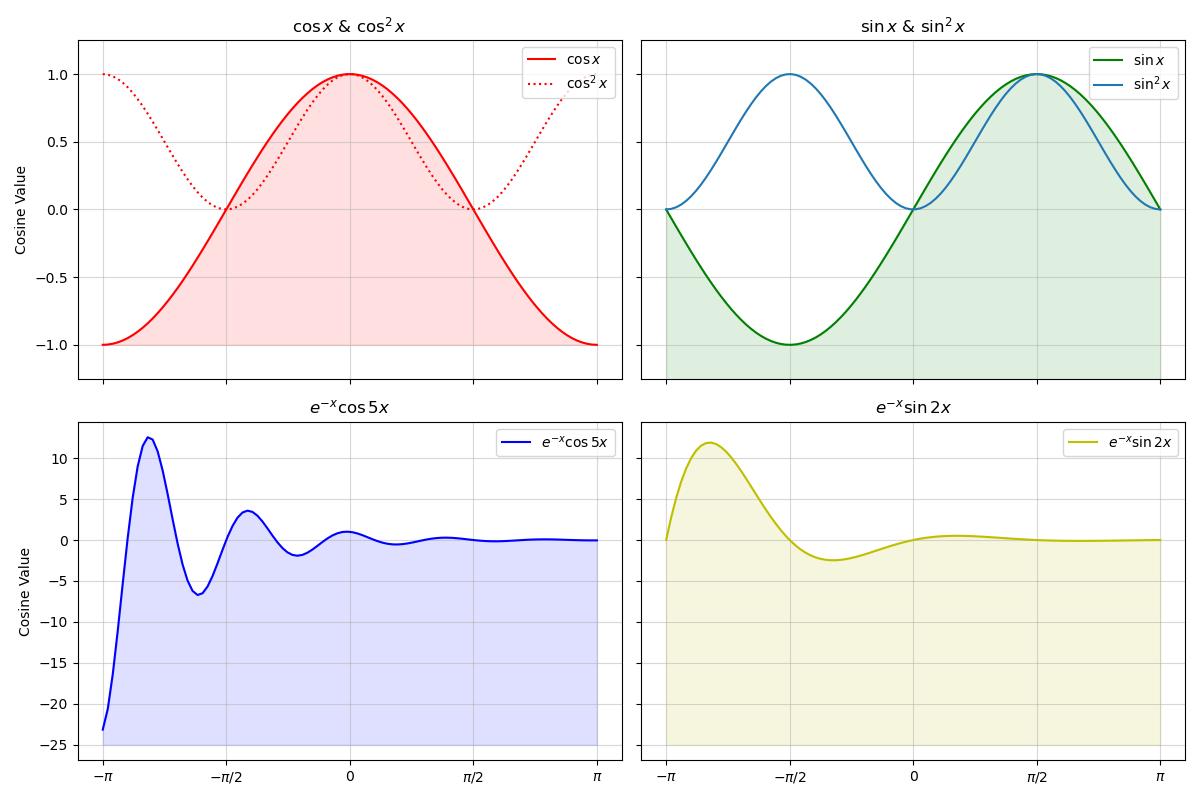 cos x & cos² x
sin x & sin² x
cos x
cos² x
sin x
sin² x
Cosine Value
1.0
0.5
0.0
−0.5
−1.0
e⁻ˣ cos 5x
e⁻ˣ sin 2x
e⁻ˣ cos 5x
e⁻ˣ sin 2x
Cosine Value
10
5
0
−5
−10
−15
−20
−25
−π
−π/2
0
π/2
π
−π
−π/2
0
π/2
π